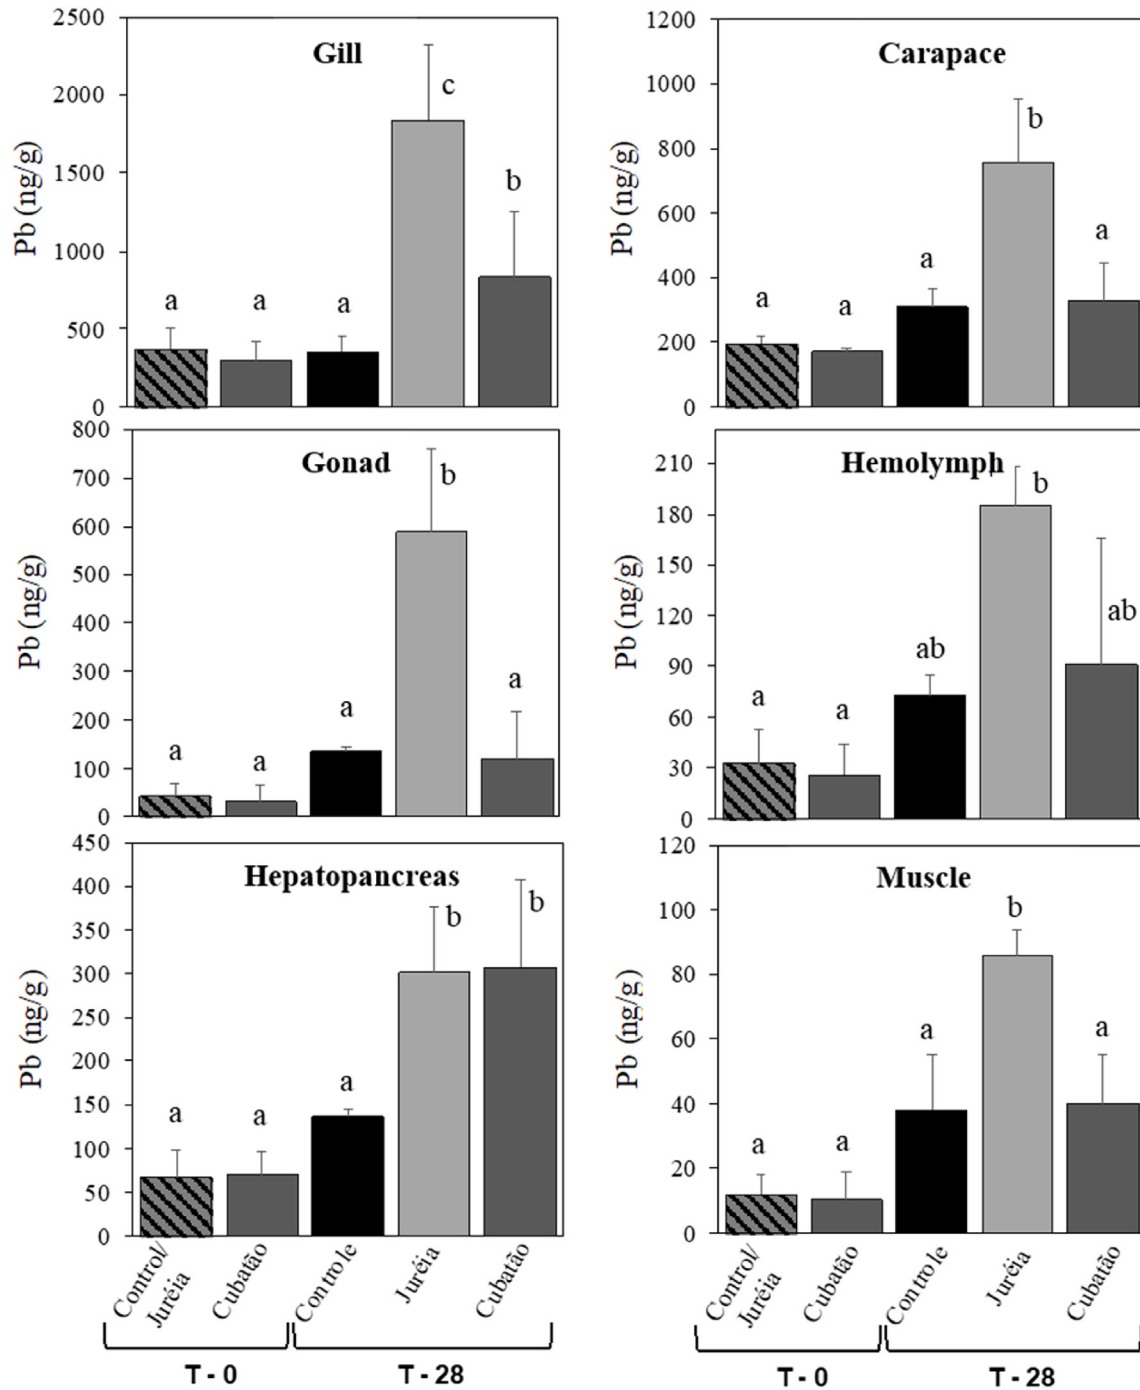 Gill
Pb (ng/g)
2500
2000
1500
1000
500
0
a
a
a
c
b
Carapace
Pb (ng/g)
1200
1000
800
600
400
200
0
a
a
a
b
a
Gonad
Pb (ng/g)
800
700
600
500
400
300
200
100
0
a
a
a
b
a
Hemolymph
Pb (ng/g)
210
180
150
120
90
60
30
0
a
a
ab
b
ab
Hepatopancreas
Pb (ng/g)
450
400
350
300
250
200
150
100
50
0
a
a
a
b
b
Control/
Juréia
Cubatão
Controle
Juréia
Cubatão
T - 0
T - 28
Muscle
Pb (ng/g)
120
100
80
60
40
20
0
a
a
a
b
a
Control/
Juréia
Cubatão
Controle
Juréia
Cubatão
T - 0
T - 28